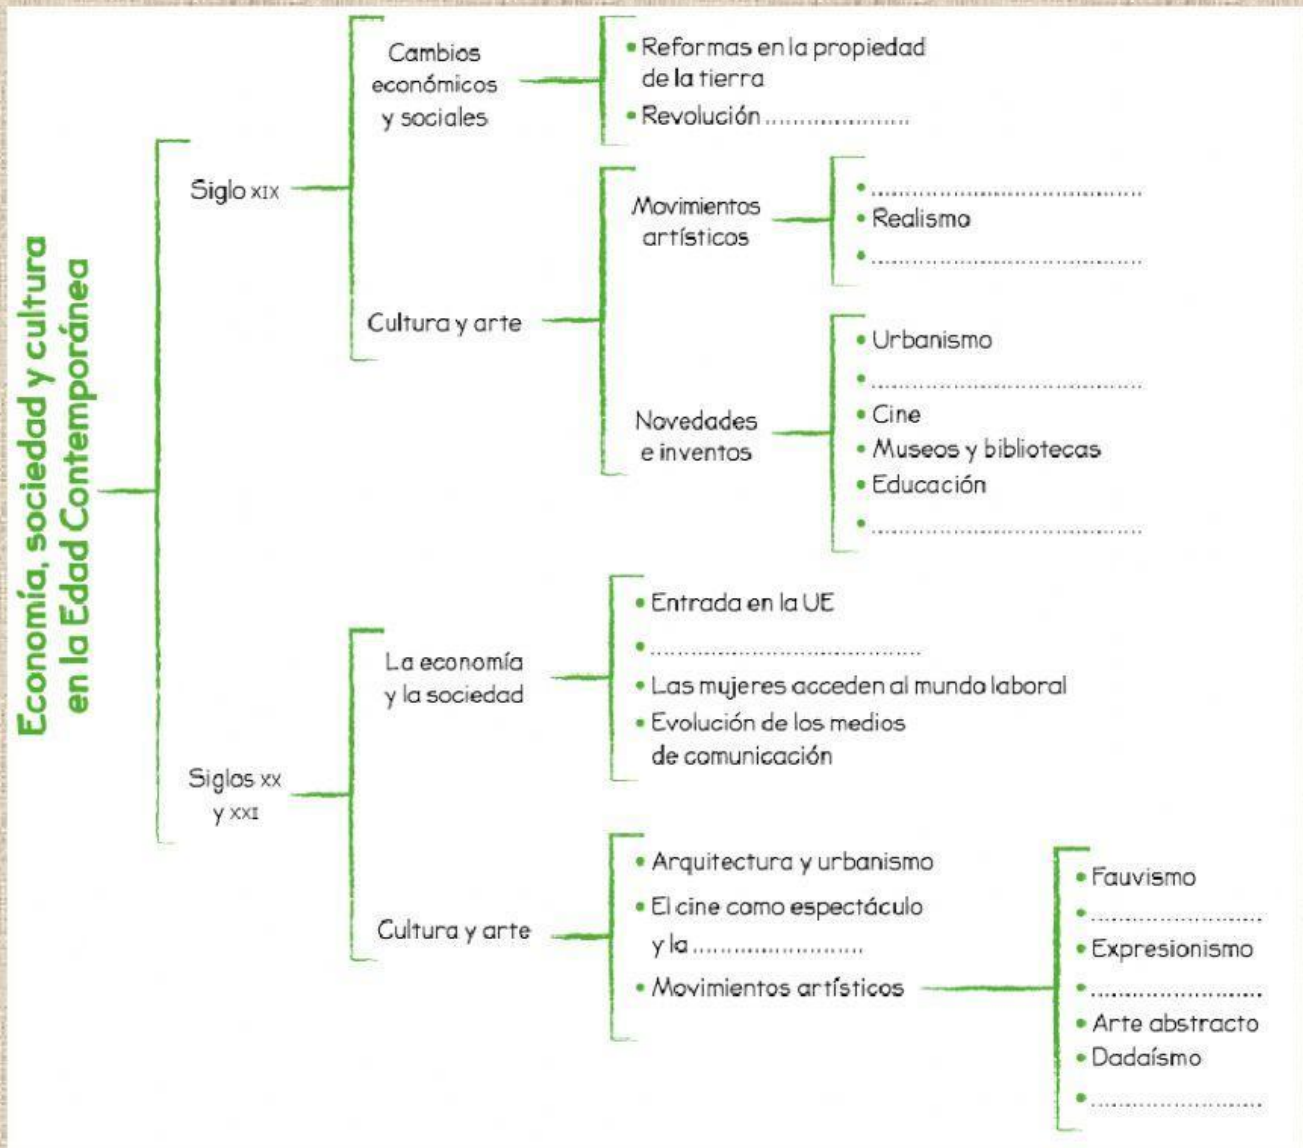 Economía, sociedad y cultura
en la Edad Contemporánea
Siglo XIX
Cambios
económicos
y sociales
• Reformas en la propiedad
de la tierra
• Revolución ......................
Cultura y arte
Movimientos
artísticos
• ........................................
• Realismo
• ........................................
Novedades
e inventos
• Urbanismo
• ........................................
• Cine
• Museos y bibliotecas
• Educación
• ........................................
Siglos XX
y XXI
La economía
y la sociedad
• Entrada en la UE
• ........................................
• Las mujeres acceden al mundo laboral
• Evolución de los medios
de comunicación
Cultura y arte
• Arquitectura y urbanismo
• El cine como espectáculo
y la .........................
• Movimientos artísticos
• Fauvismo
• .........................
• Expresionismo
• .........................
• Arte abstracto
• Dadaísmo
• .........................